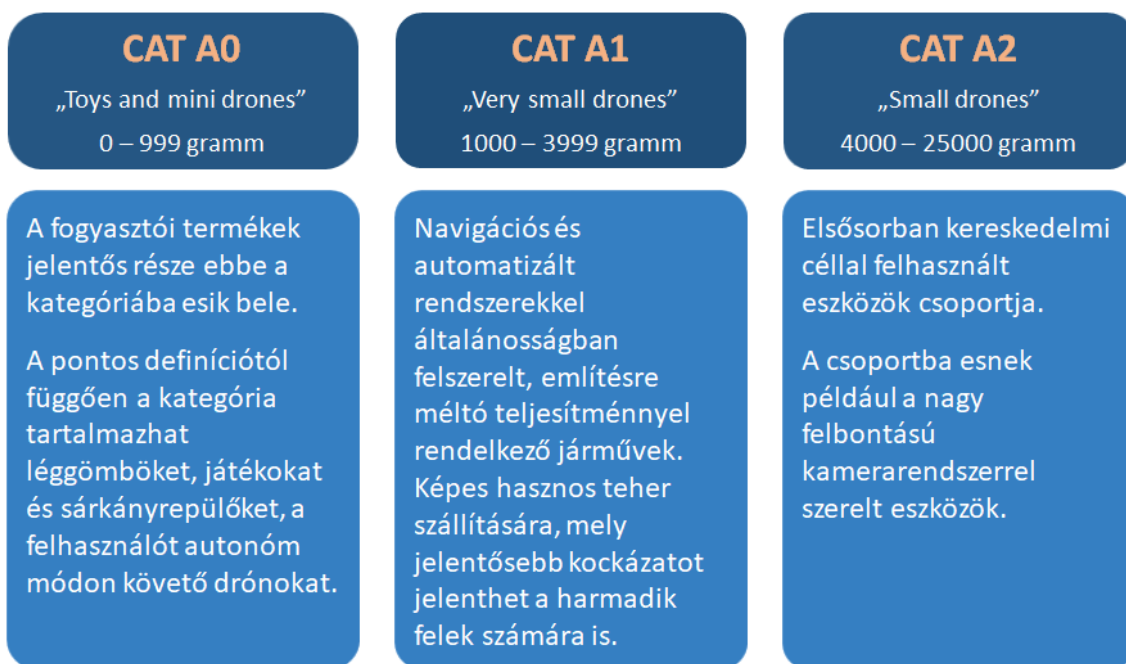 CAT A0
„Toys and mini drones”
0 – 999 gramm
A fogyasztói termékek
jelentős része ebbe a
kategóriába esik bele.
A pontos definíciótól
függően a kategória
tartalmazhat
léggömböket, játékokat
és sárkányrepülőket, a
felhasználót autonóm
módon követő drónokat.
CAT A1
„Very small drones”
1000 – 3999 gramm
Navigációs és
automatizált
rendszerekkel
általánosságban
felszerelt, említésre
méltó teljesítménnyel
rendelkező járművek.
Képes hasznos teher
szállítására, mely
jelentősebb kockázatot
jelenthet a harmadik
felek számára is.
CAT A2
„Small drones”
4000 – 25000 gramm
Elsősorban kereskedelmi
céllal felhasznált
eszközök csoportja.
A csoportba esnek
például a nagy
felbontású
kamerarendszerrel
szerelt eszközök.